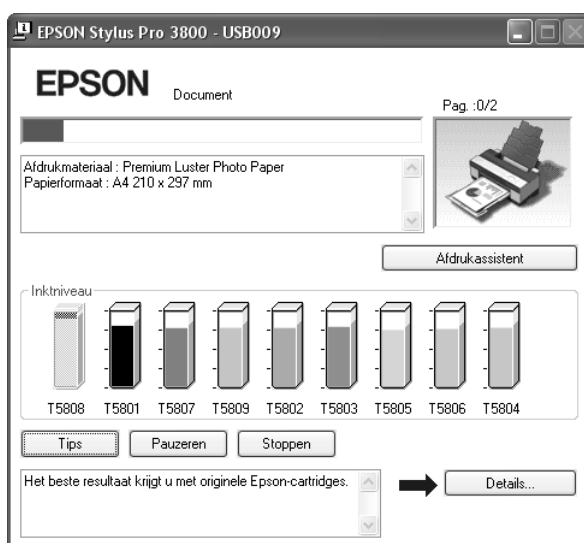 EPSON Stylus Pro 3800 - USB009
EPSON
Document
Pag. :0/2
Afdrukmateriaal : Premium Luster Photo Paper
Papierformaat : A4 210 x 297 mm
Afdrukassistent
Inktniveau
T5808 T5801 T5807 T5809 T5802 T5803 T5805 T5806 T5804
Tips Pauzeren Stoppen
Het beste resultaat krijgt u met originele Epson-cartridges.
Details...